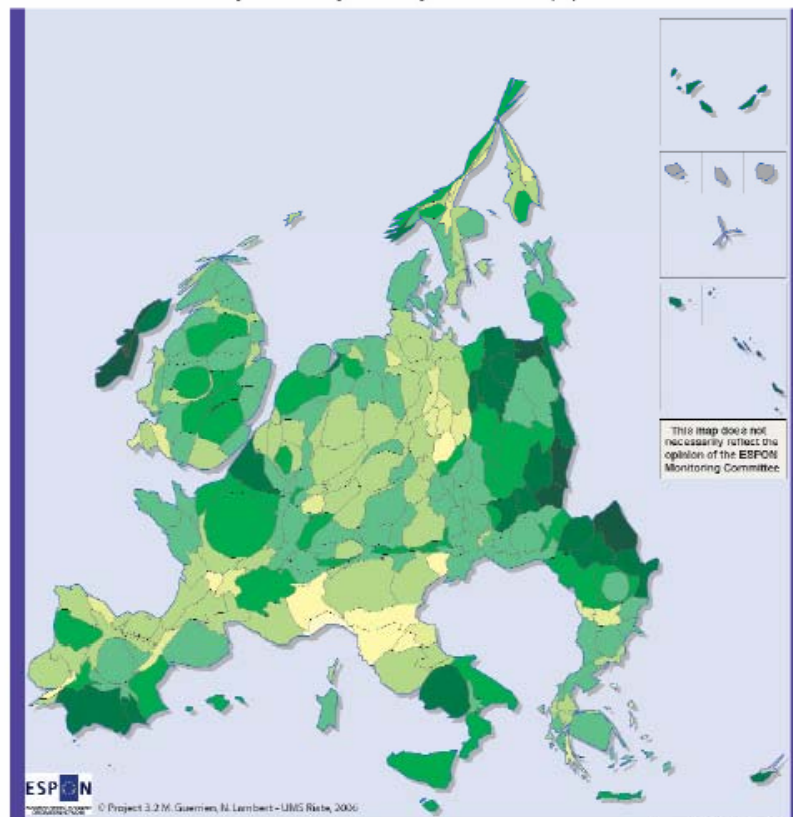 This map does not
necessarily reflect the
opinion of the ESPON
Monitoring Committee
ESPON
© Project 3.2 M. Guerrien, N. Lambert - UMS Riate, 2006